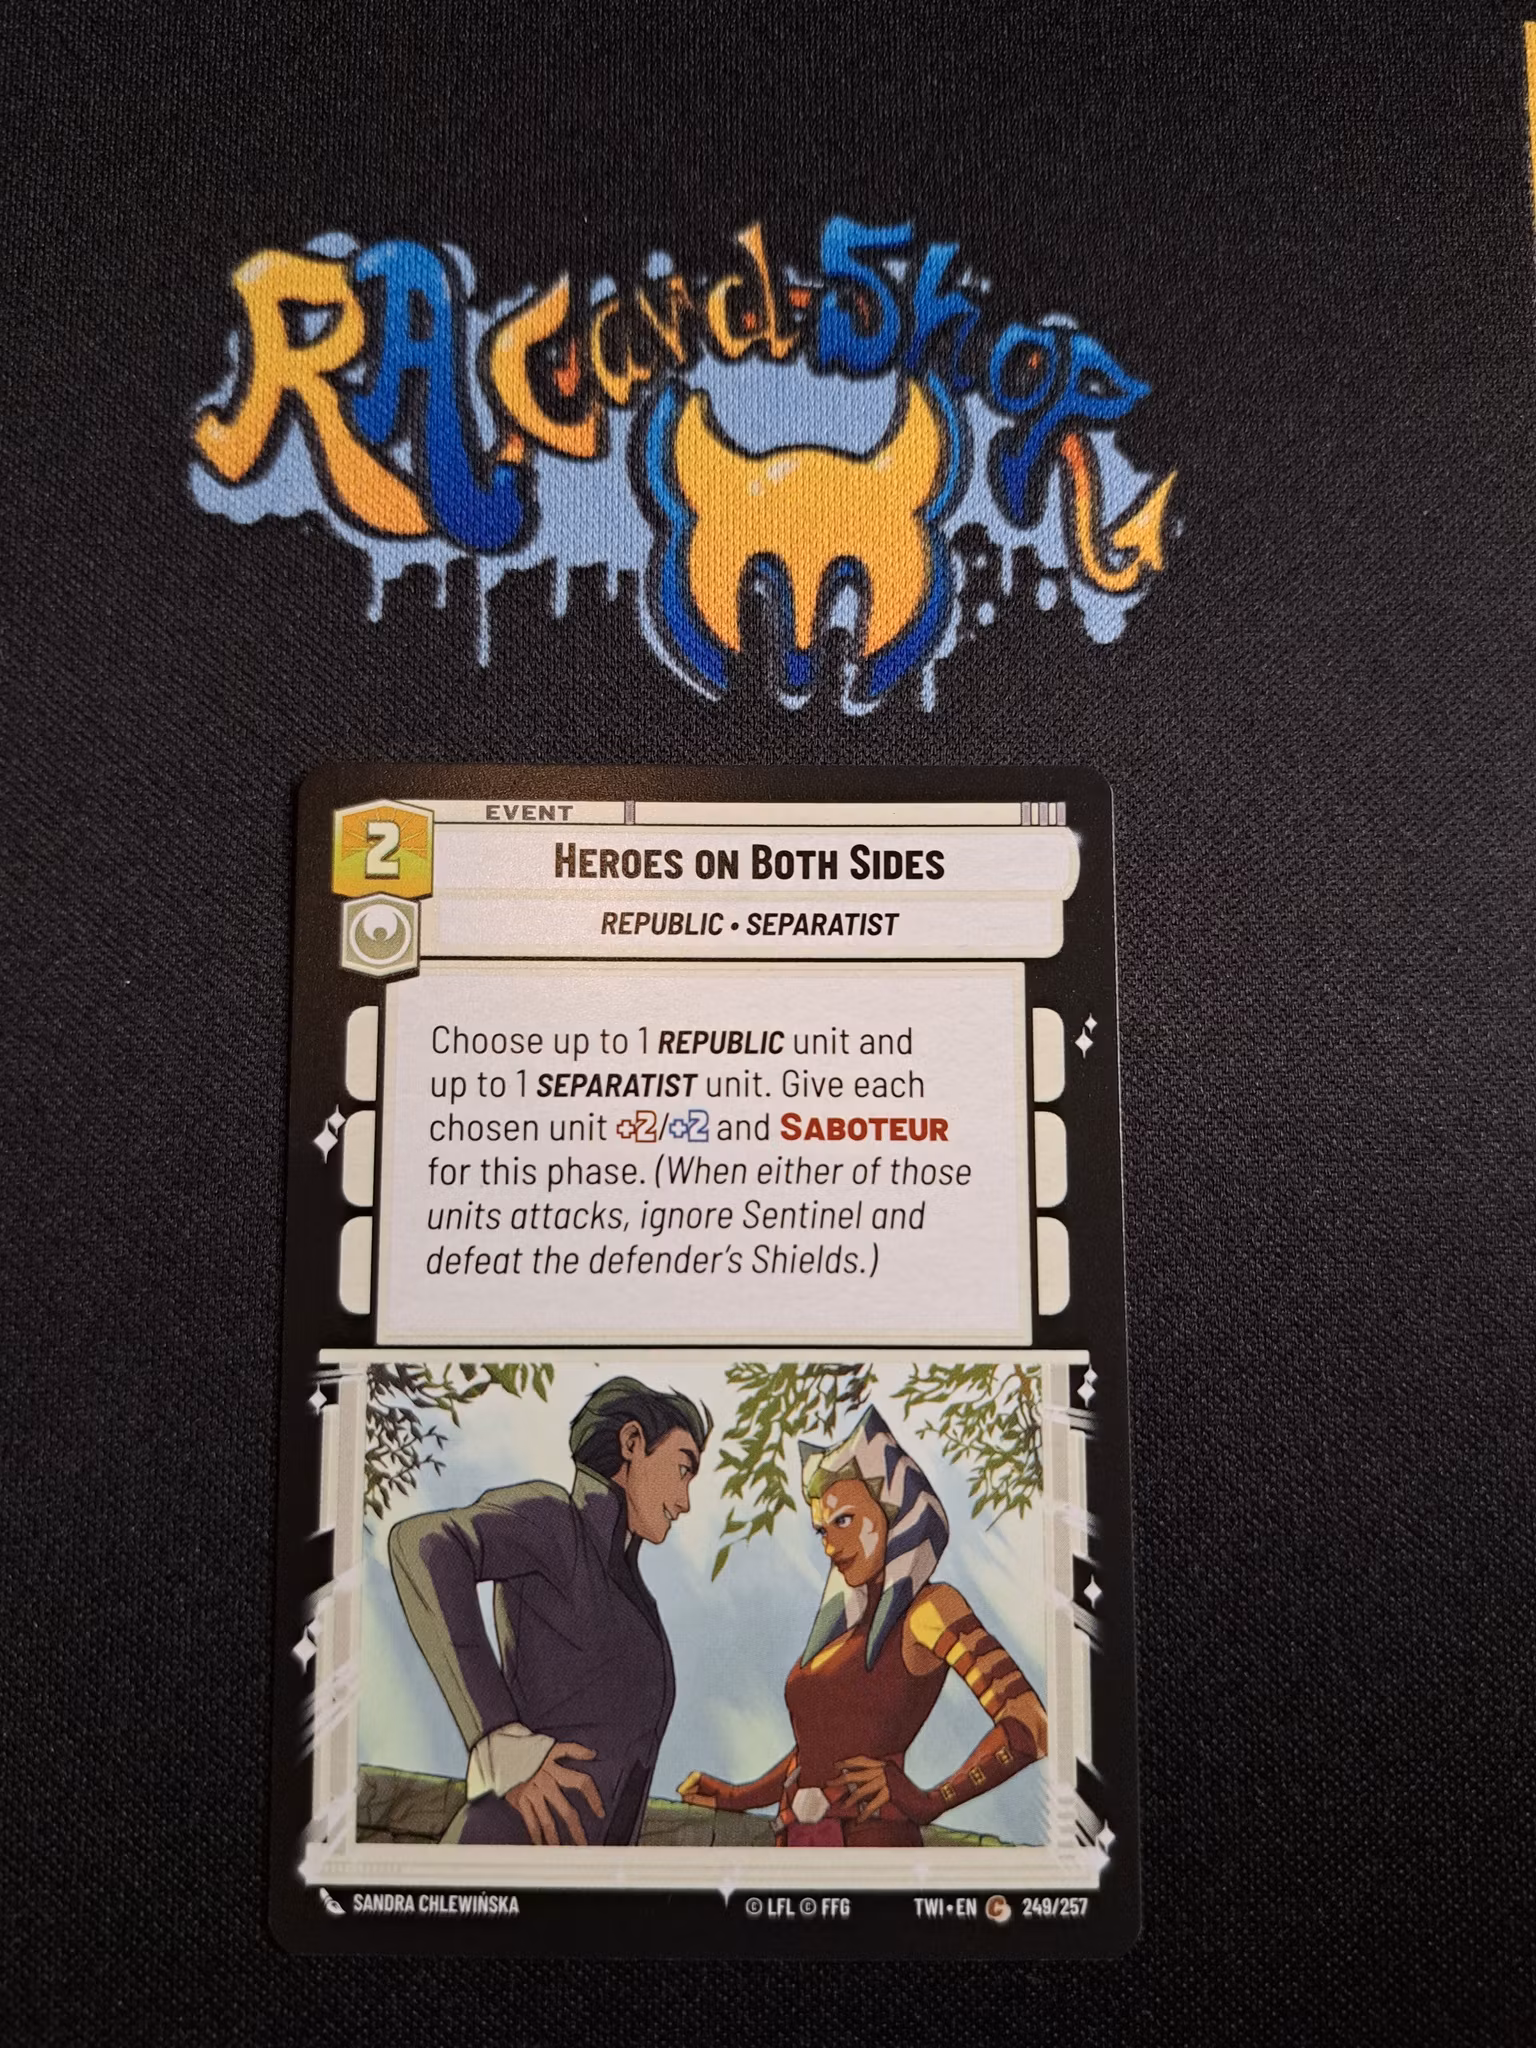 RA Card-Shop
EVENT
2
HEROES ON BOTH SIDES
REPUBLIC • SEPARATIST
Choose up to 1 REPUBLIC unit and
up to 1 SEPARATIST unit. Give each
chosen unit +2/+2 and SABOTEUR
for this phase. (When either of those
units attacks, ignore Sentinel and
defeat the defender's Shields.)
SANDRA CHLEWIŃSKA © LFL © FFG TWI • EN C 249/257